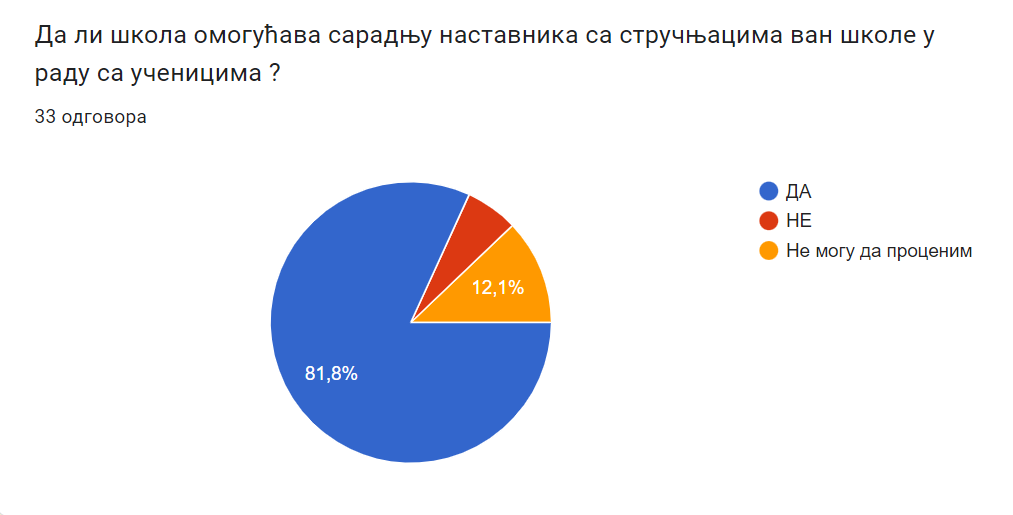 Да ли школа омогућава сарадњу наставника са стручњацима ван школе у
раду са ученицима ?
33 одговора
ДА
НЕ
Не могу да проценим
12,1%
81,8%